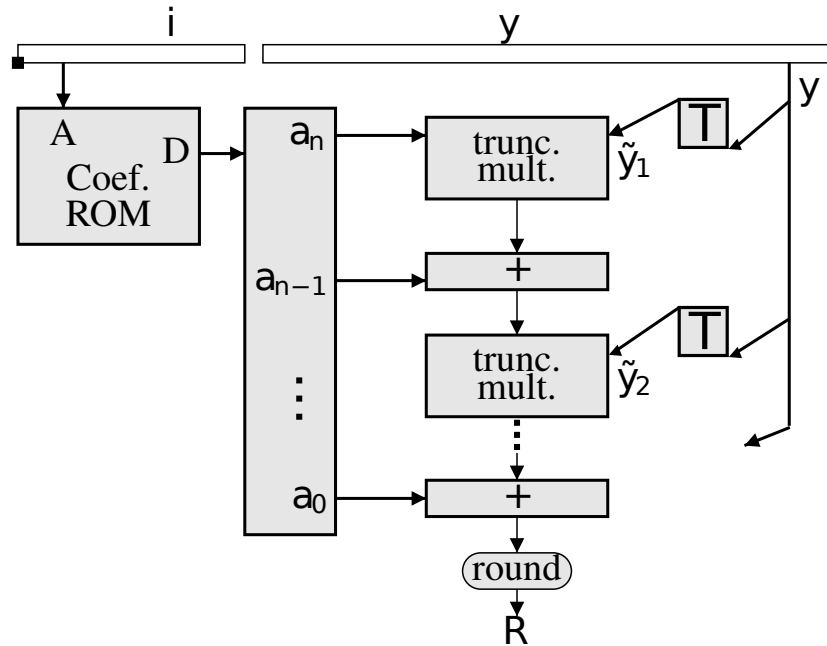 i
y
y
A
D
Coef.
ROM
aₙ
trunc.
mult.
T
ỹ₁
aₙ₋₁
+
T
trunc.
mult.
ỹ₂
⋮
a₀
+
round
R